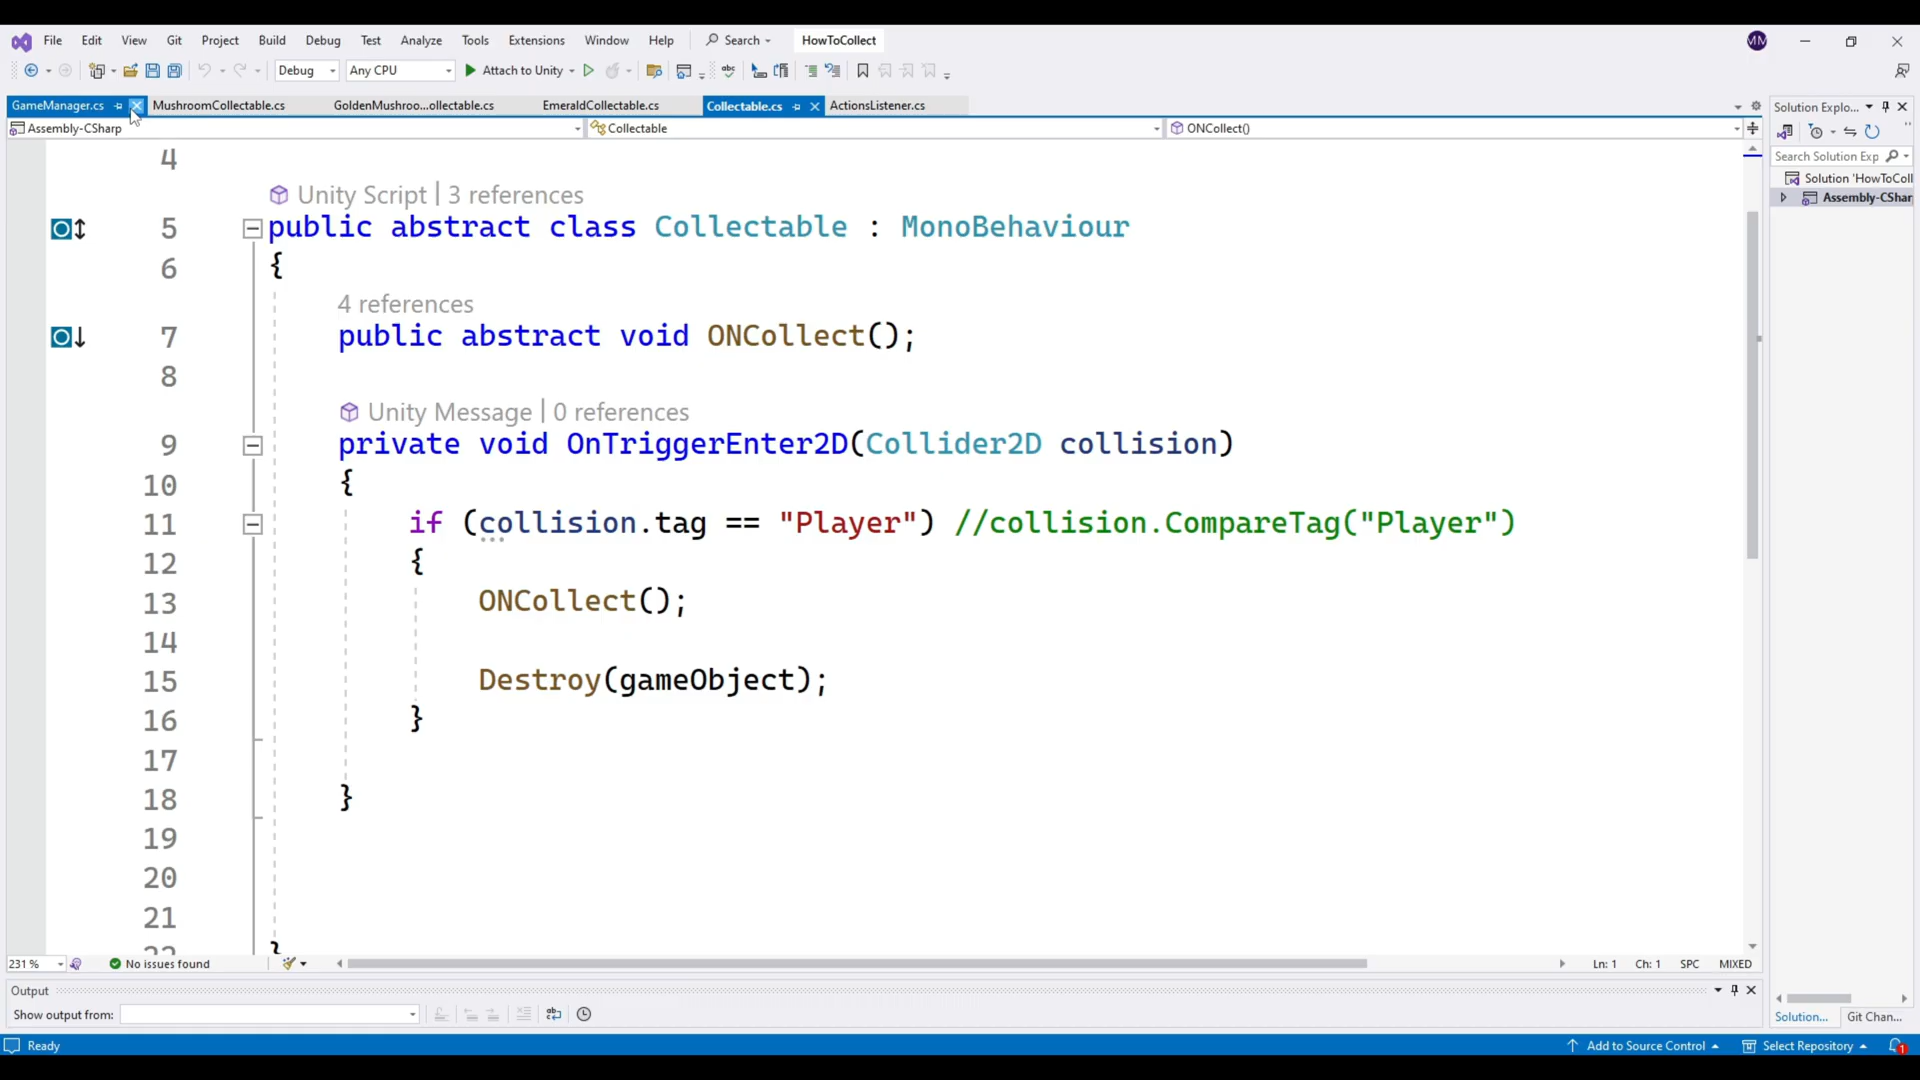 File Edit View Git Project Build Debug Test Analyze Tools Extensions Window Help Search HowToCollect MM
Debug Any CPU Attach to Unity
GameManager.cs MushroomCollectable.cs GoldenMushroo...ollectable.cs EmeraldCollectable.cs Collectable.cs ActionsListener.cs Solution Explo...
Assembly-CSharp Collectable ONCollect()
Search Solution Exp
Solution 'HowToColl
Assembly-CShar
4
Unity Script | 3 references
5 public abstract class Collectable : MonoBehaviour
6 {
4 references
7 public abstract void ONCollect();
8
Unity Message | 0 references
9 private void OnTriggerEnter2D(Collider2D collision)
10 {
11 if (collision.tag == "Player") //collision.CompareTag("Player")
12 {
13 ONCollect();
14
15 Destroy(gameObject);
16 }
17
18 }
19
20
21
22 }
231 % No issues found Ln: 1 Ch: 1 SPC MIXED
Output
Show output from:
Solution... Git Chan...
Ready Add to Source Control Select Repository 1